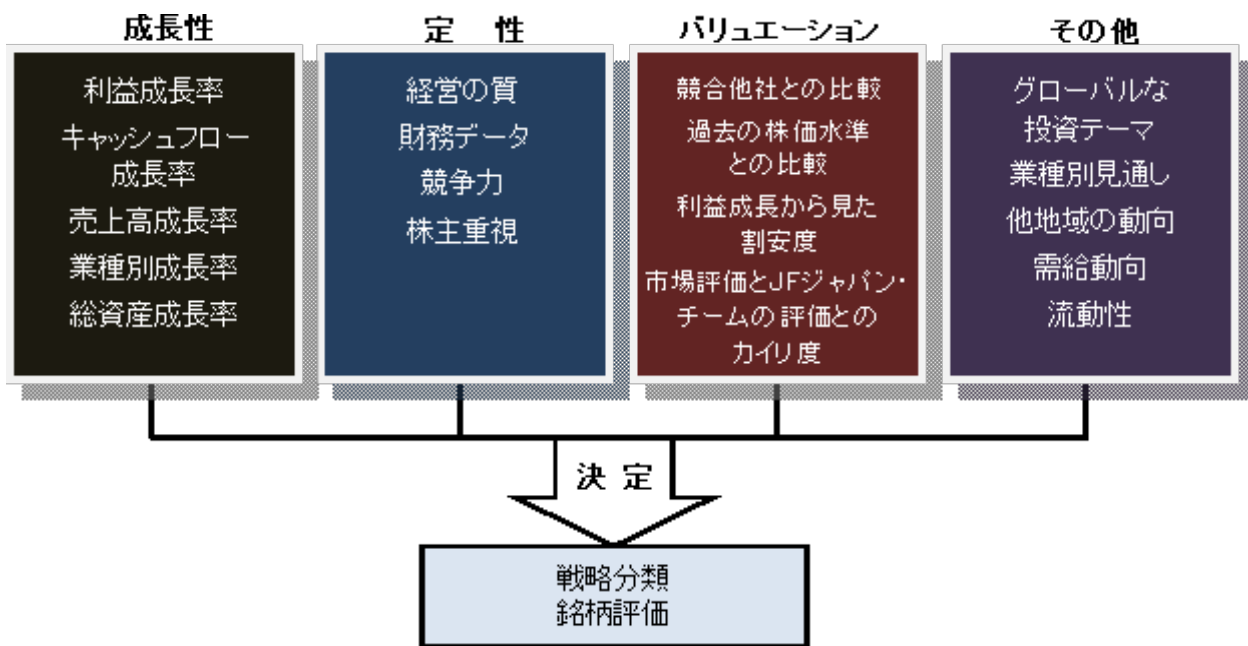 成長性
利益成長率
キャッシュフロー
成長率
売上高成長率
業種別成長率
総資産成長率
定　性
経営の質
財務データ
競争力
株主重視
バリュエーション
競合他社との比較
過去の株価水準
との比較
利益成長から見た
割安度
市場評価とJFジャパン・
チームの評価との
カイリ度
その他
グローバルな
投資テーマ
業種別見通し
他地域の動向
需給動向
流動性
決 定
戦略分類
銘柄評価